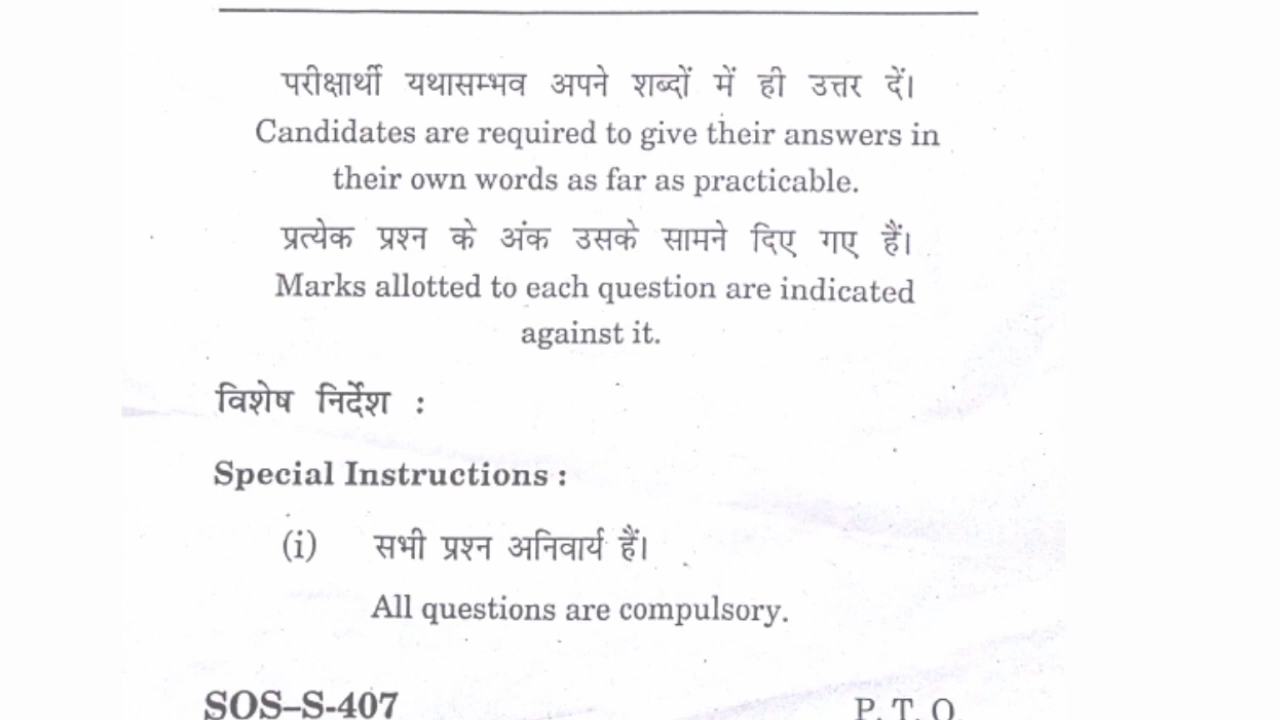 परीक्षार्थी यथासम्भव अपने शब्दों में ही उत्तर दें।
Candidates are required to give their answers in
their own words as far as practicable.
प्रत्येक प्रश्न के अंक उसके सामने दिए गए हैं।
Marks allotted to each question are indicated
against it.
विशेष निर्देश :
Special Instructions :
(i) सभी प्रश्न अनिवार्य हैं।
All questions are compulsory.
SOS–S-407 P. T. O.